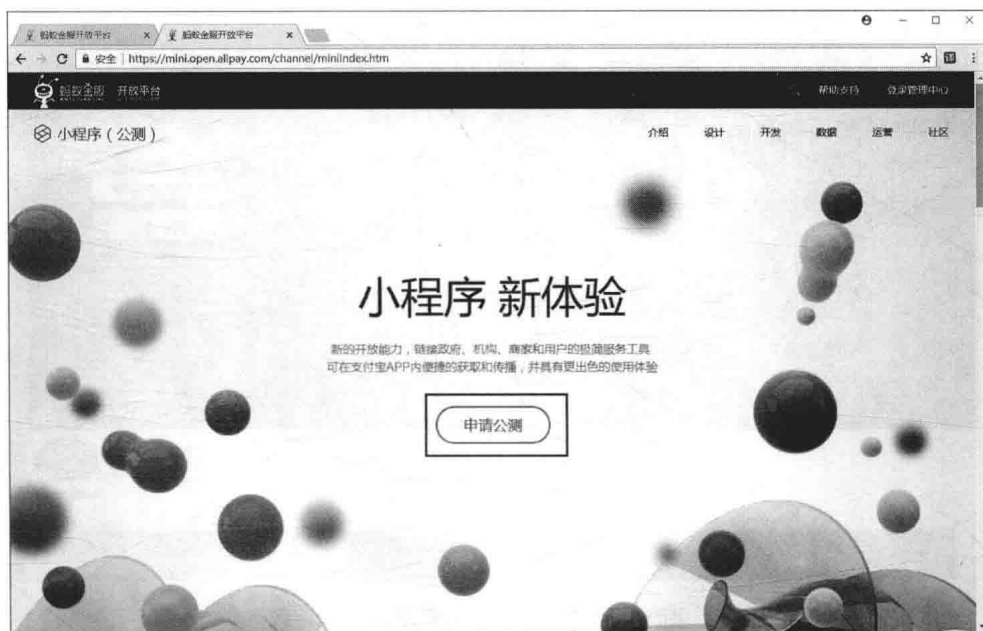 蚂蚁金服开放平台
蚂蚁金服开放平台
安全 | https://mini.open.alipay.com/channel/miniIndex.htm
蚂蚁金服 开放平台
帮助支持 登录管理中心
小程序（公测）
介绍 设计 开发 数据 运营 社区
小程序 新体验
新的开放能力，链接政府、机构、商家和用户的极简服务工具
可在支付宝APP内便捷的获取和传播，并具有更出色的使用体验
申请公测